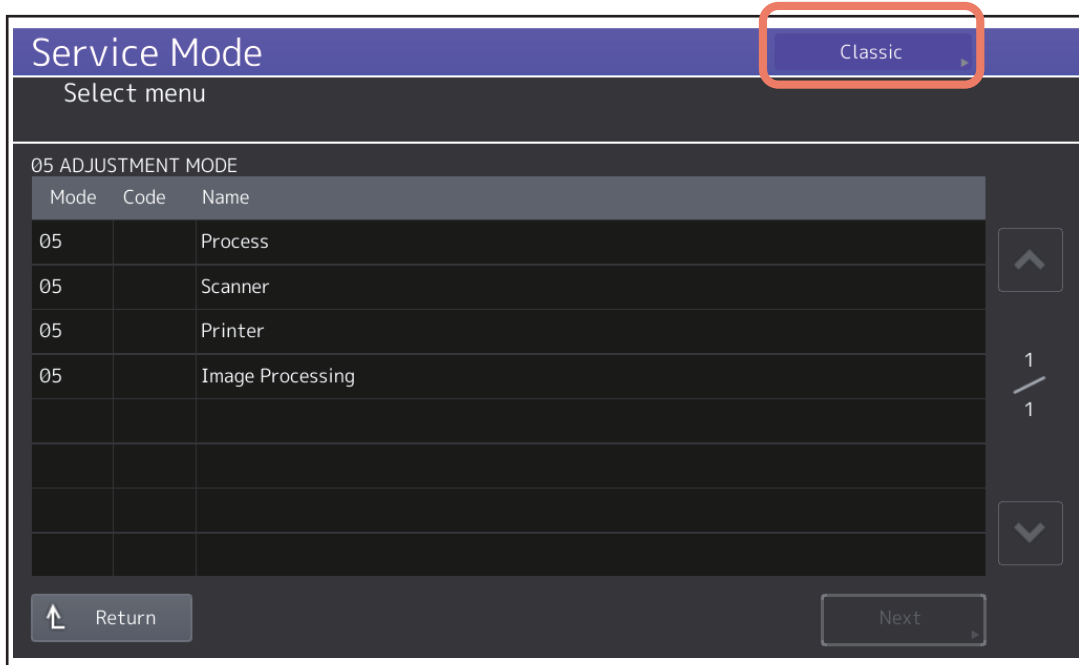 Service Mode
Classic
Select menu
05 ADJUSTMENT MODE
Mode Code Name
05 Process
05 Scanner
05 Printer
05 Image Processing
1
1
Return
Next